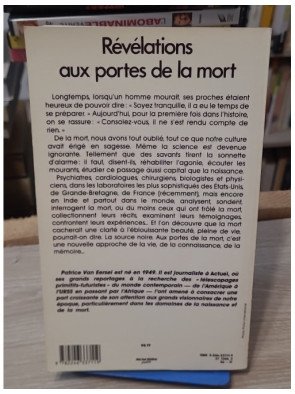 L'ABOMINABLE
Révélations
aux portes de la mort
Longtemps, lorsqu'un homme mourait, ses proches étaient
heureux de pouvoir dire : « Soyez tranquille, il a eu le temps de
se préparer. » Aujourd'hui, pour la première fois dans l'histoire,
on se rassure : « Consolez-vous, il ne s'est rendu compte de
rien. »
De la mort, nous avons tout oublié, tout ce que notre culture
avait érigé en sagesse. Même la science est devenue
ignorante. Tellement que des savants tirent la sonnette
d'alarme : il faut, disent-ils, réhabiliter l'agonie, écouter les
mourants, étudier ce passage aussi capital que la naissance.
Psychiatres, cardiologues, chirurgiens, biologistes et physi-
ciens, dans les laboratoires les plus sophistiqués des Etats-Unis,
de Grande-Bretagne, de France (récemment), mais encore
en Inde et partout dans le monde, analysent, sondent,
interrogent la mort, ou du moins ceux qui ont frôlé la mort,
collectionnent leurs récits, examinent leurs témoignages,
confrontent leurs expériences.. Et l'on découvre que la mort
cacherait une clarté à l'éblouissante beauté, pleine de vie,
pourrait-on dire. La source noire. Aux portes de la mort, c'est
une nouvelle approche de la vie, de la connaissance, de la
mémoire...
Patrice Van Eersel est né en 1949. Il est journaliste à Actuel, où
ses grands reportages à la recherche des « télescopages
primitifs-futuristes » du monde contemporain — de l'Amérique à
l'URSS en passant par l'Afrique — l'ont amené à consacrer une
part croissante de son attention aux grands visionnaires de notre
époque, particulièrement dans les domaines de la naissance et
de la mort.